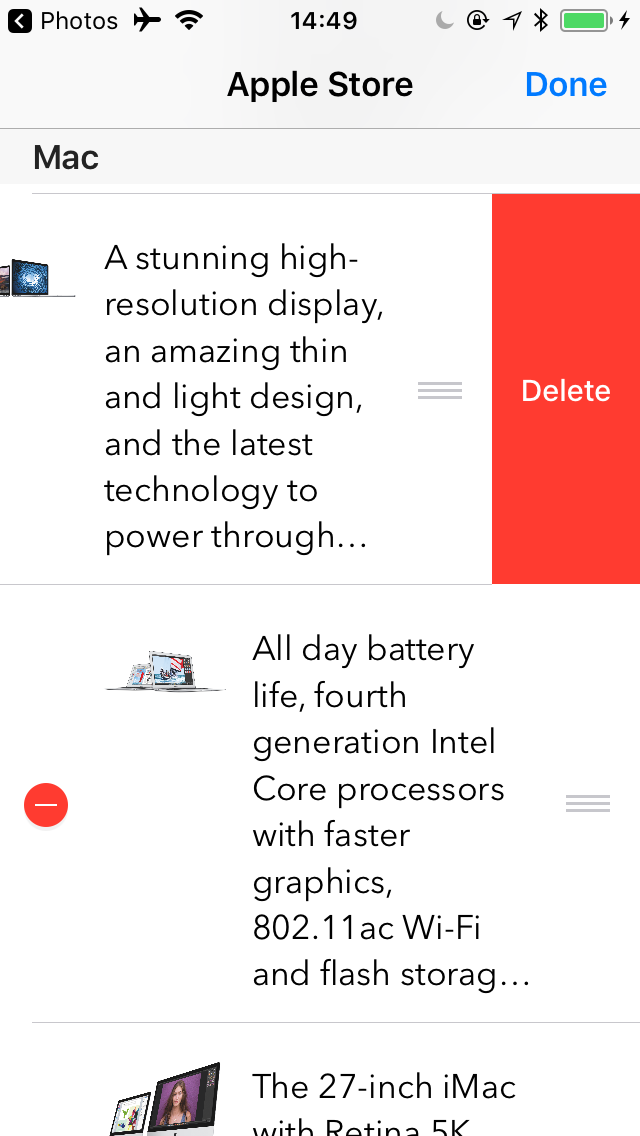 Photos 14:49
Apple Store Done
Mac
A stunning high-
resolution display,
an amazing thin
and light design,
and the latest
technology to
power through…
Delete
All day battery
life, fourth
generation Intel
Core processors
with faster
graphics,
802.11ac Wi-Fi
and flash storag…
The 27-inch iMac
with Retina 5K